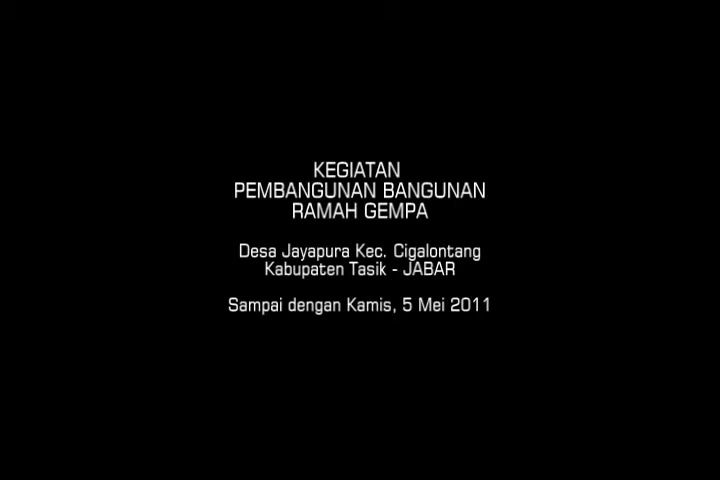 KEGIATAN
PEMBANGUNAN BANGUNAN
RAMAH GEMPA
Desa Jayapura Kec. Cigalontang
Kabupaten Tasik - JABAR
Sampai dengan Kamis, 5 Mei 2011